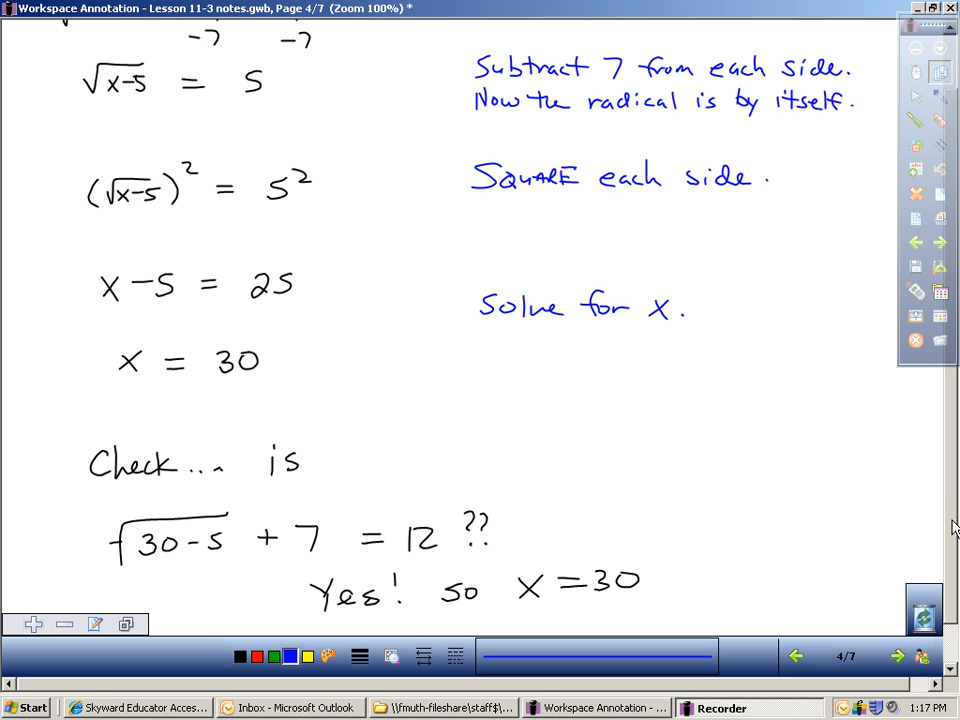 Workspace Annotation - Lesson 11-3 notes.gwb, Page 4/7 (Zoom 100%) *
-7 -7
√x-5 = 5
Subtract 7 from each side.
Now the radical is by itself.
(√x-5)² = 5²
SQUARE each side.
x-5 = 25
Solve for x.
x = 30
Check... is
√30-5 + 7 = 12 ??
Yes! so x = 30
4/7
Start
Skyward Educator Acces...
Inbox - Microsoft Outlook
\\fmuth-fileshare\staff$\...
Workspace Annotation - ...
Recorder
1:17 PM